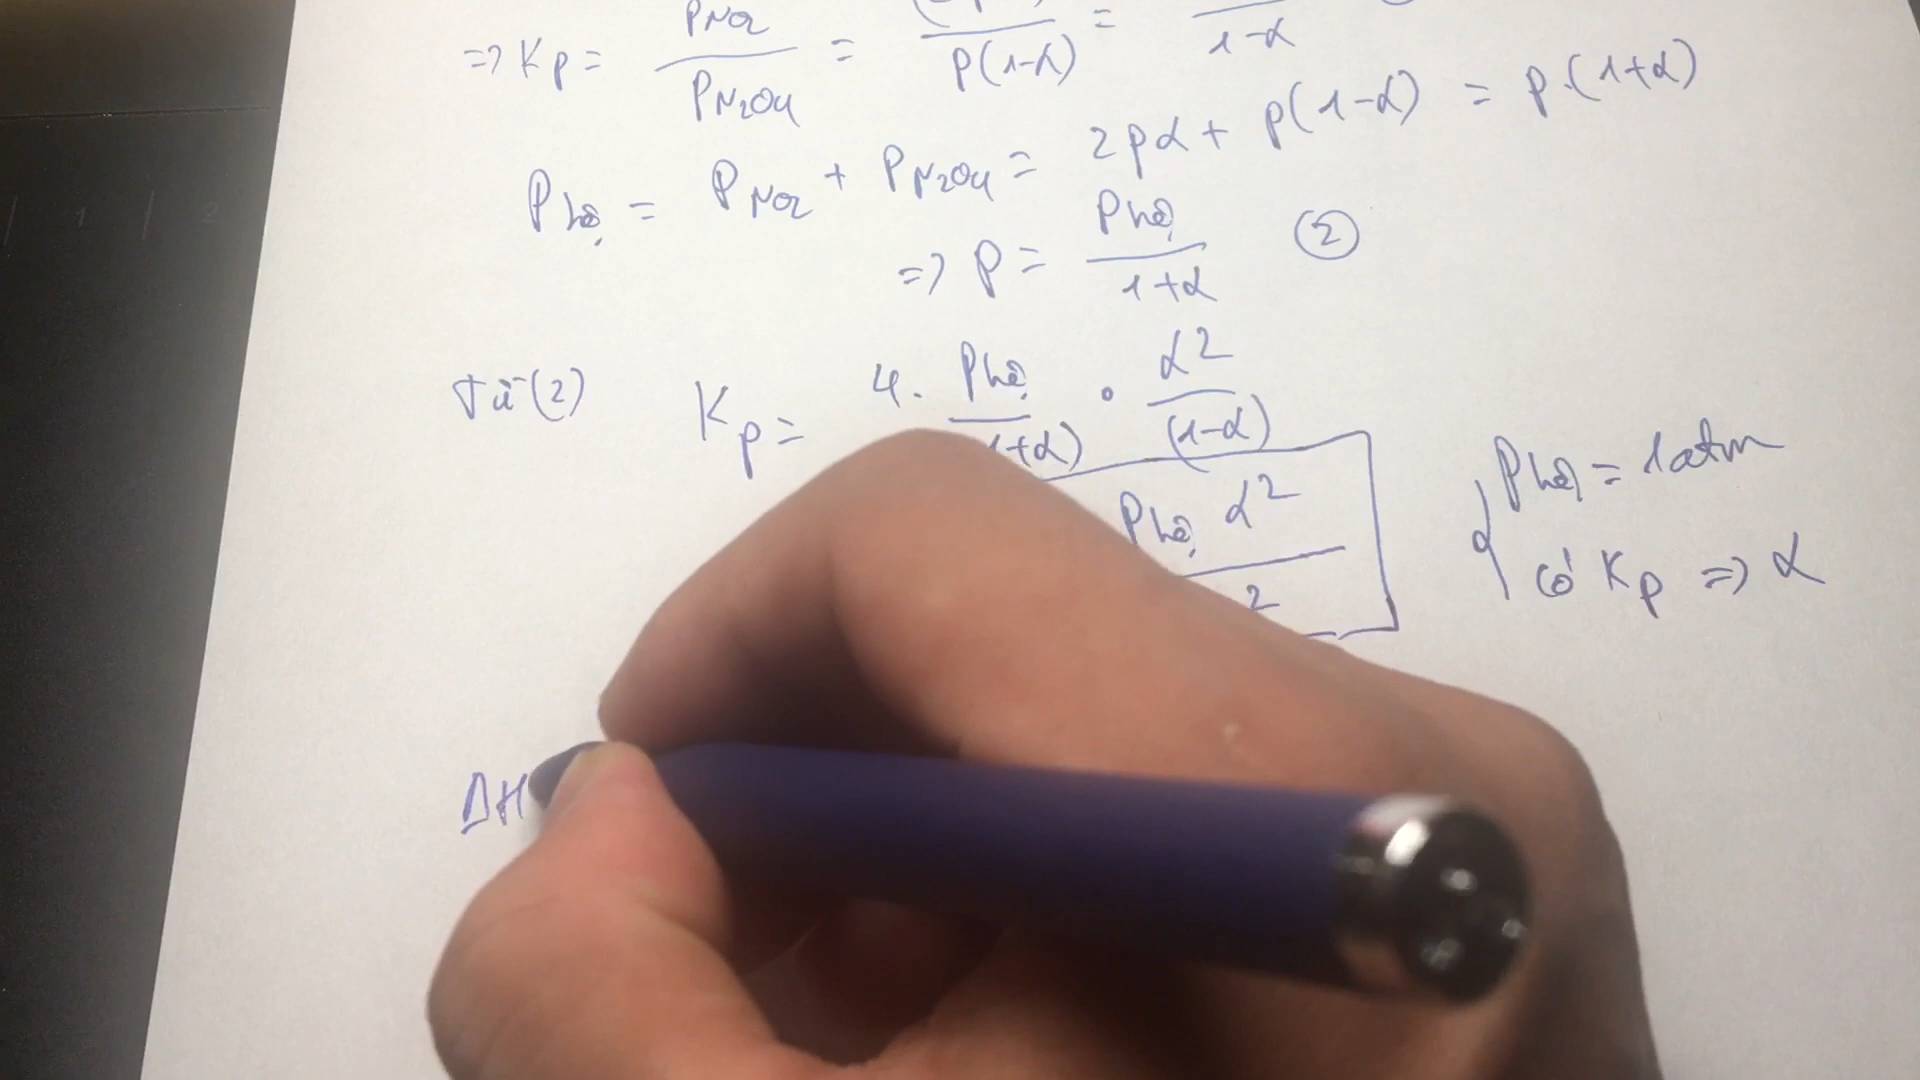 => Kp = PNO2 / PN2O4 = / P(1-α) = / 1-α
Phệ = PNO2 + PN2O4 = 2pα + p(1-α) = p.(1+α)
=> p = Phệ / 1+α (2)
Từ (2) Kp = 4. Phệ / 1+α) . α² / (1-α)
Phệ α² / 2
Phệ = 1atm
có Kp => α
ΔH